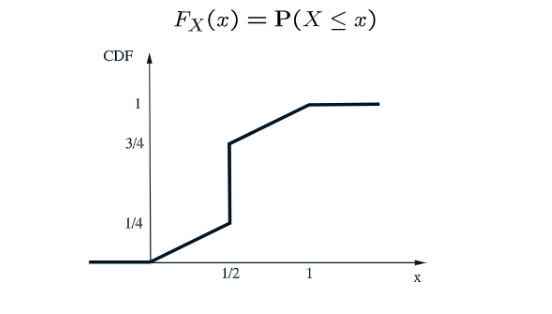 F_X(x) = P(X ≤ x)
CDF
1
3/4
1/4
1/2 1 x